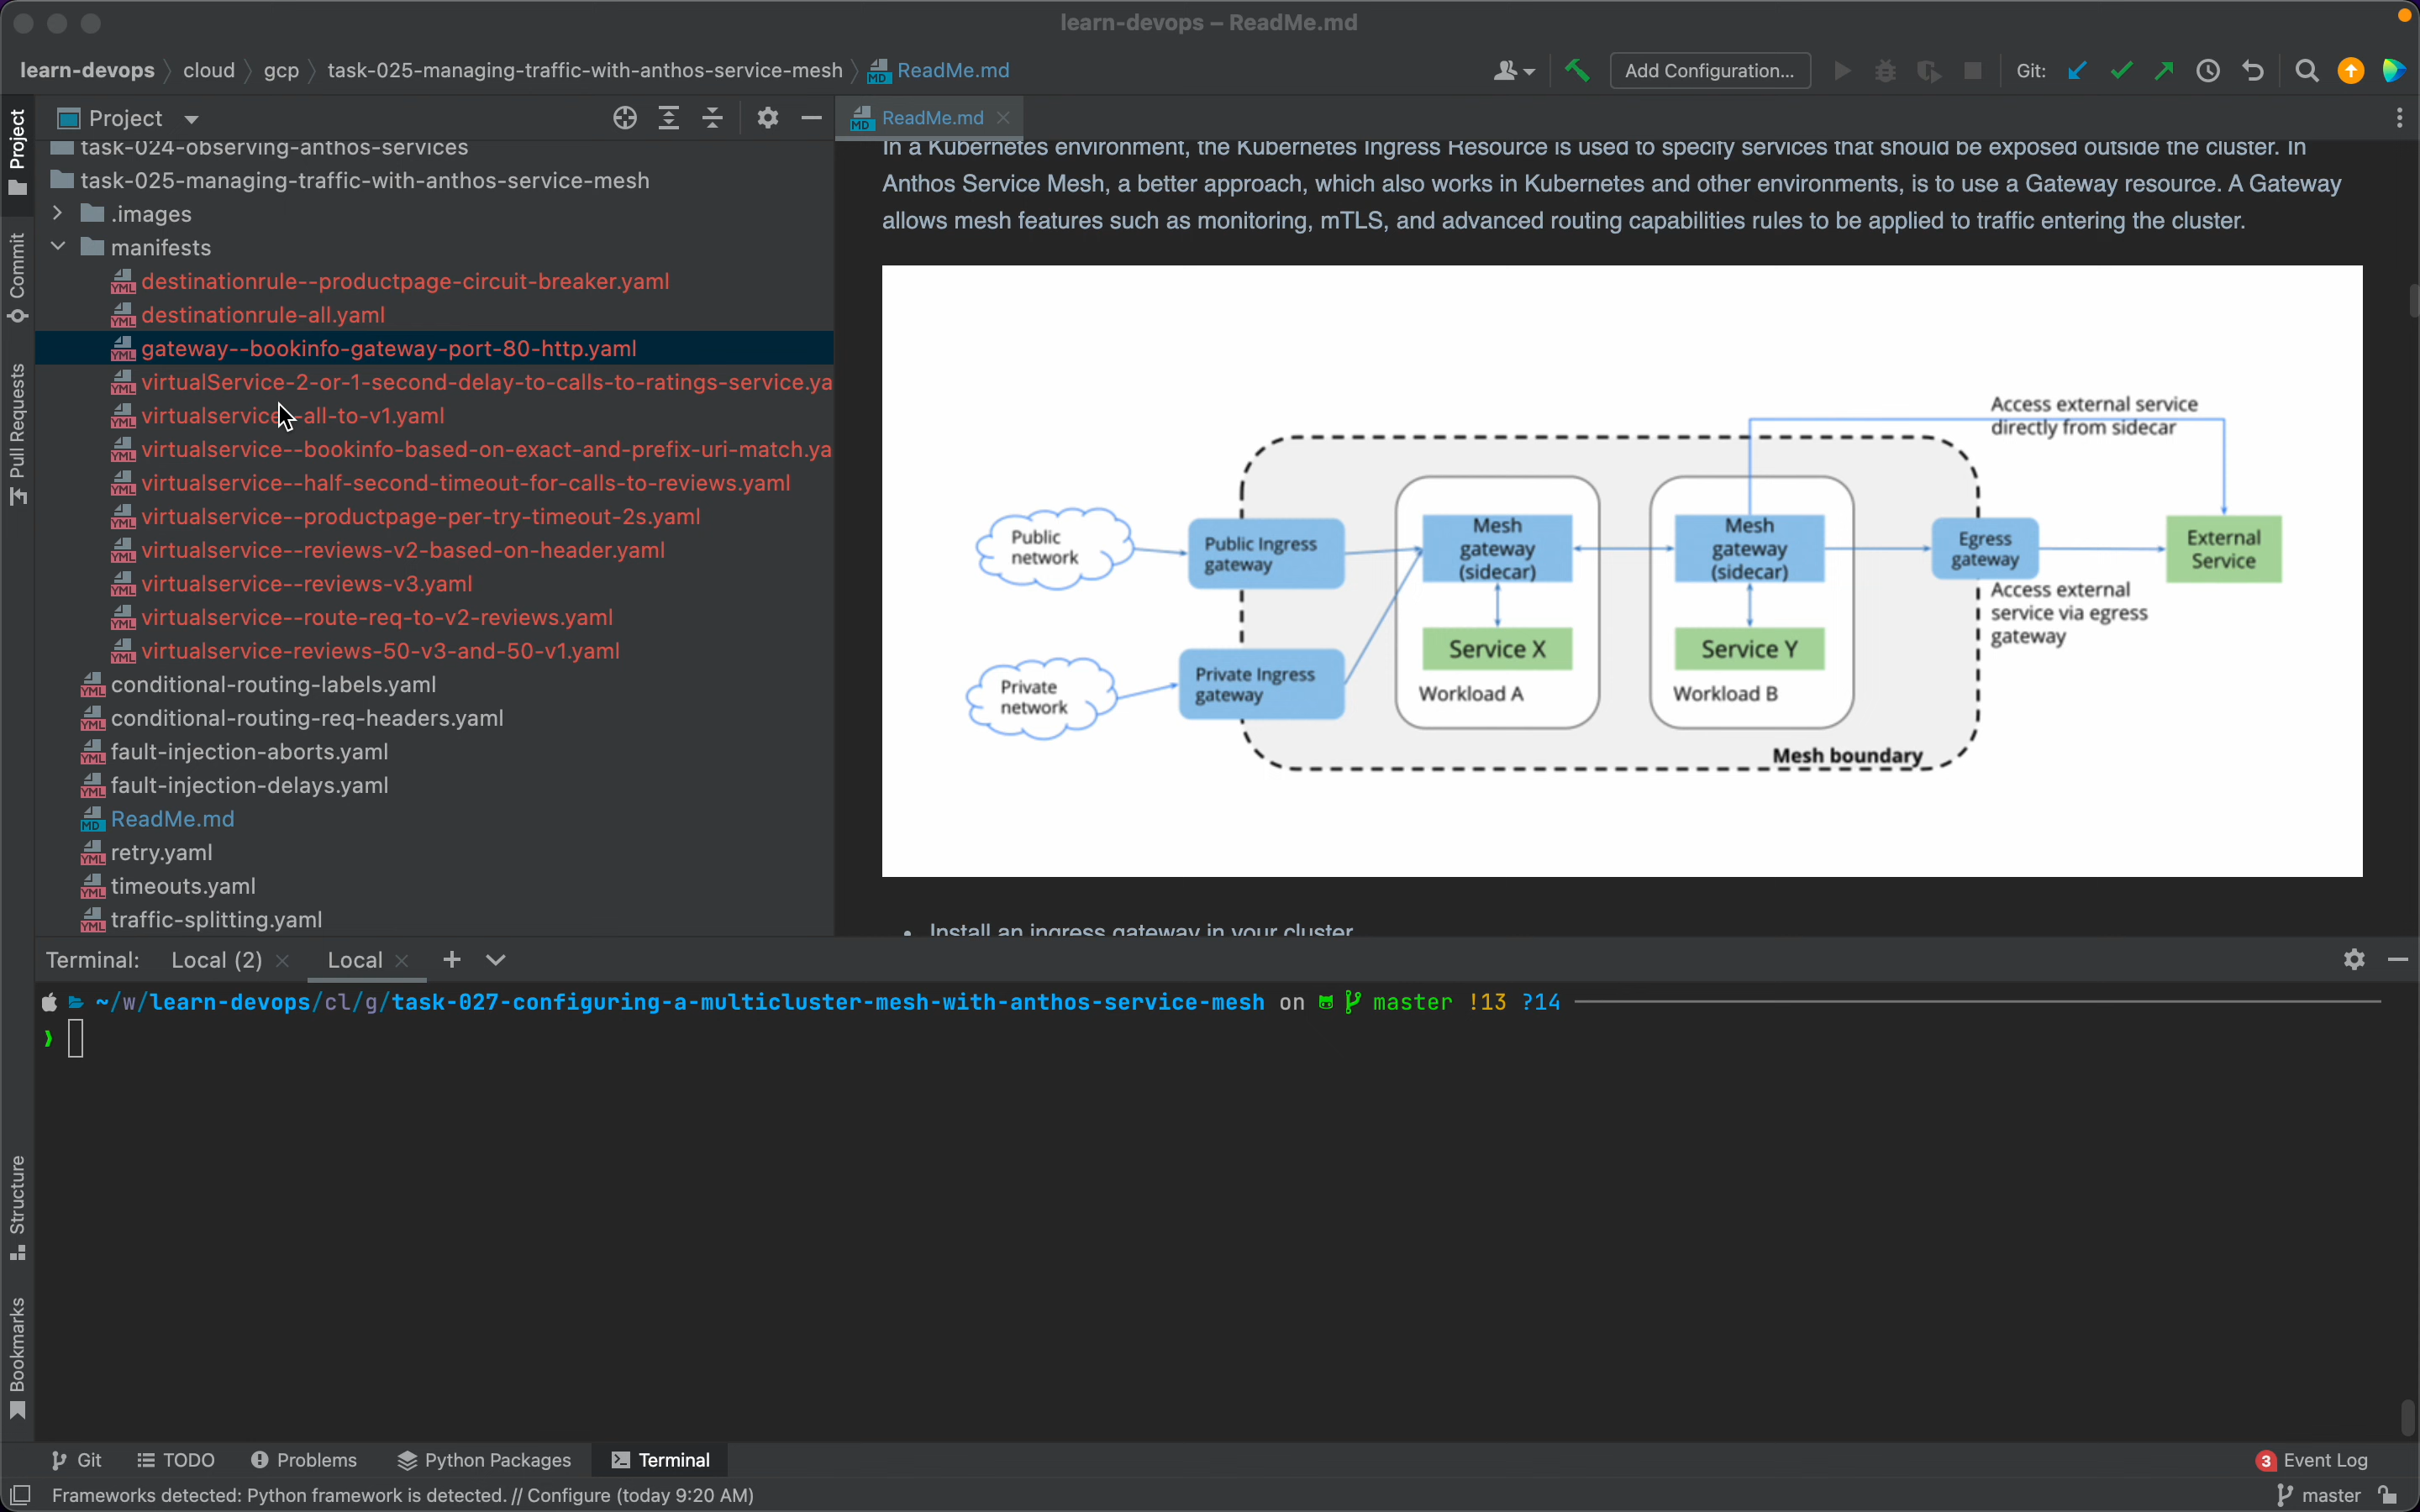 learn-devops – ReadMe.md
learn-devops cloud gcp task-025-managing-traffic-with-anthos-service-mesh ReadMe.md
Add Configuration...
Git:
Project
ReadMe.md
Project
Commit
Pull Requests
Structure
Bookmarks
task-024-observing-anthos-services
task-025-managing-traffic-with-anthos-service-mesh
.images
manifests
destinationrule--productpage-circuit-breaker.yaml
destinationrule-all.yaml
gateway--bookinfo-gateway-port-80-http.yaml
virtualService-2-or-1-second-delay-to-calls-to-ratings-service.ya
virtualservice--all-to-v1.yaml
virtualservice--bookinfo-based-on-exact-and-prefix-uri-match.ya
virtualservice--half-second-timeout-for-calls-to-reviews.yaml
virtualservice--productpage-per-try-timeout-2s.yaml
virtualservice--reviews-v2-based-on-header.yaml
virtualservice--reviews-v3.yaml
virtualservice--route-req-to-v2-reviews.yaml
virtualservice-reviews-50-v3-and-50-v1.yaml
conditional-routing-labels.yaml
conditional-routing-req-headers.yaml
fault-injection-aborts.yaml
fault-injection-delays.yaml
ReadMe.md
retry.yaml
timeouts.yaml
traffic-splitting.yaml
In a Kubernetes environment, the Kubernetes Ingress Resource is used to specify services that should be exposed outside the cluster. In
Anthos Service Mesh, a better approach, which also works in Kubernetes and other environments, is to use a Gateway resource. A Gateway
allows mesh features such as monitoring, mTLS, and advanced routing capabilities rules to be applied to traffic entering the cluster.
Access external service
directly from sidecar
Public
network
Public Ingress
gateway
Mesh
gateway
(sidecar)
Mesh
gateway
(sidecar)
Egress
gateway
External
Service
Access external
service via egress
gateway
Private
network
Private Ingress
gateway
Service X
Service Y
Workload A
Workload B
Mesh boundary
• Install an ingress gateway in your cluster
Terminal: Local (2) Local
~/w/learn-devops/cl/g/task-027-configuring-a-multicluster-mesh-with-anthos-service-mesh on master !13 ?14
❯
Git TODO Problems Python Packages Terminal
3 Event Log
Frameworks detected: Python framework is detected. // Configure (today 9:20 AM)
master